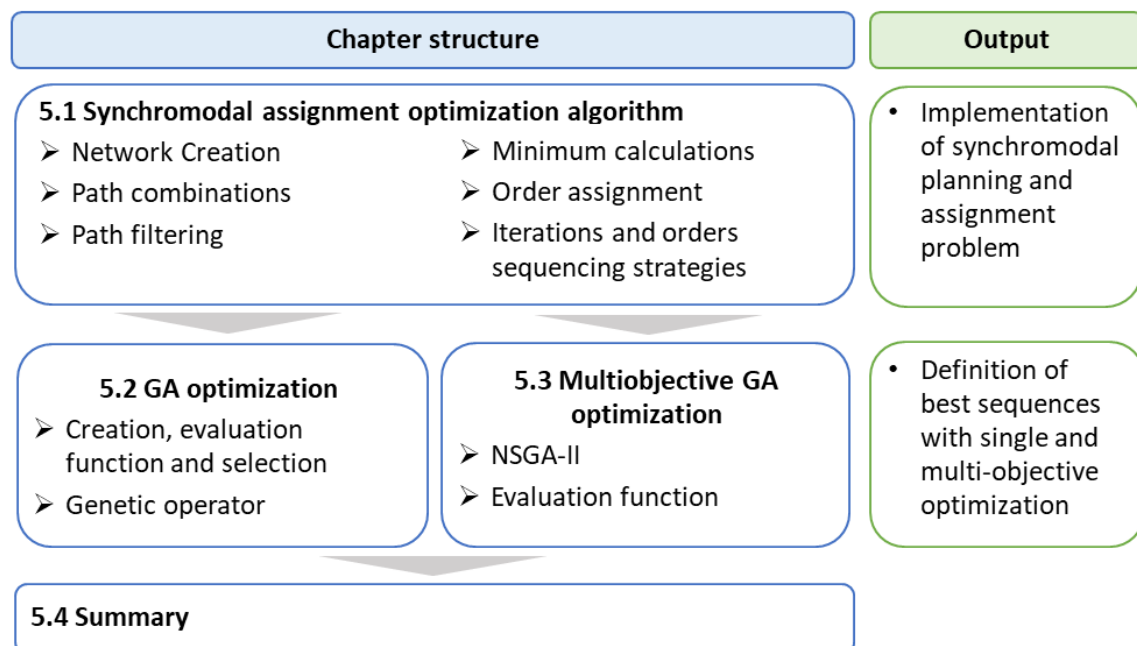 Chapter structure
Output
5.1 Synchromodal assignment optimization algorithm
➢ Network Creation
➢ Path combinations
➢ Path filtering
➢ Minimum calculations
➢ Order assignment
➢ Iterations and orders
sequencing strategies
• Implementation
of synchromodal
planning and
assignment
problem
5.2 GA optimization
➢ Creation, evaluation
function and selection
➢ Genetic operator
5.3 Multiobjective GA
optimization
➢ NSGA-II
➢ Evaluation function
• Definition of
best sequences
with single and
multi-objective
optimization
5.4 Summary